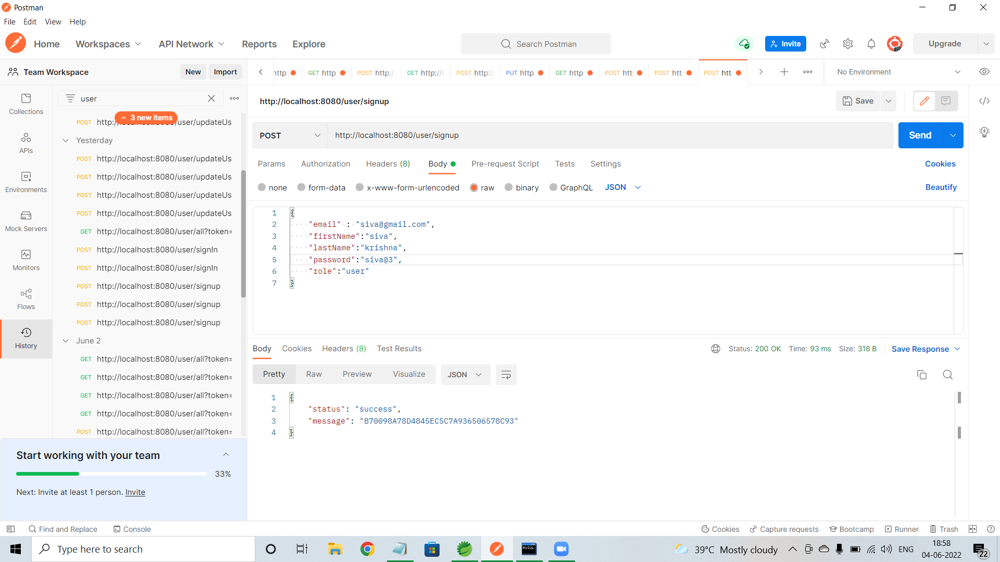 Postman
File Edit View Help
Home Workspaces API Network Reports Explore
Search Postman
Invite
Upgrade
Team Workspace
New Import
GET http POST http:/ GET http:// POST http:/ PUT http GET http POST htt POST htt POST htt
No Environment
user
http://localhost:8080/user/signup
Save
Collections
3 new items
POST
POST http://localhost:8080/user/signup
Send
Yesterday
APIs
POST http://localhost:8080/user/updateUs
Params Authorization Headers (8) Body Pre-request Script Tests Settings
Cookies
POST http://localhost:8080/user/updateUs
Environments
none form-data x-www-form-urlencoded raw binary GraphQL JSON
Beautify
POST http://localhost:8080/user/updateUs
POST http://localhost:8080/user/updateUs
Mock Servers
GET http://localhost:8080/user/all?token=
POST http://localhost:8080/user/signIn
Monitors
POST http://localhost:8080/user/signIn
POST http://localhost:8080/user/signup
Flows
POST http://localhost:8080/user/signup
POST http://localhost:8080/user/signup
History
June 2
GET http://localhost:8080/user/all?token=
GET http://localhost:8080/user/all?token=
GET http://localhost:8080/user/all?token=
GET http://localhost:8080/user/all?token=
POST http://localhost:8080/user/all?token=
1 {
2 "email" : "siva@gmail.com",
3 "firstName":"siva",
4 "lastName":"krishna",
5 "password":"siva@3",
6 "role":"user"
7 }
Body Cookies Headers (8) Test Results
Status: 200 OK Time: 93 ms Size: 318 B Save Response
Pretty Raw Preview Visualize JSON
1 {
2 "status": "success",
3 "message": "B70098A78D4845EC5C7A936506578C93"
4 }
Start working with your team
33%
Next: Invite at least 1 person. Invite
Find and Replace Console
Cookies Capture requests Bootcamp Runner Trash
Type here to search
39°C Mostly cloudy
ENG
18:58
04-06-2022
22